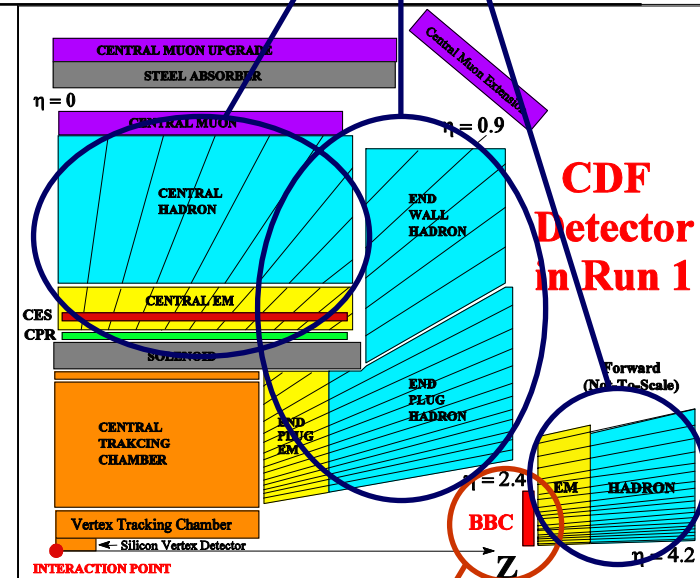 CENTRAL MUON UPGRADE
STEEL ABSORBER
Central Muon Extension
η = 0
CENTRAL MUON
η = 0.9
CENTRAL
HADRON
END
WALL
HADRON
CDF
Detector
in Run 1
CENTRAL EM
CES
CPR
SOLENOID
Forward
(Not To-Scale)
END
PLUG
HADRON
END
PLUG
EM
CENTRAL
TRAKCING
CHAMBER
η = 2.4
EM
HADRON
BBC
Vertex Tracking Chamber
Silicon Vertex Detector
η = 4.2
Z
INTERACTION POINT